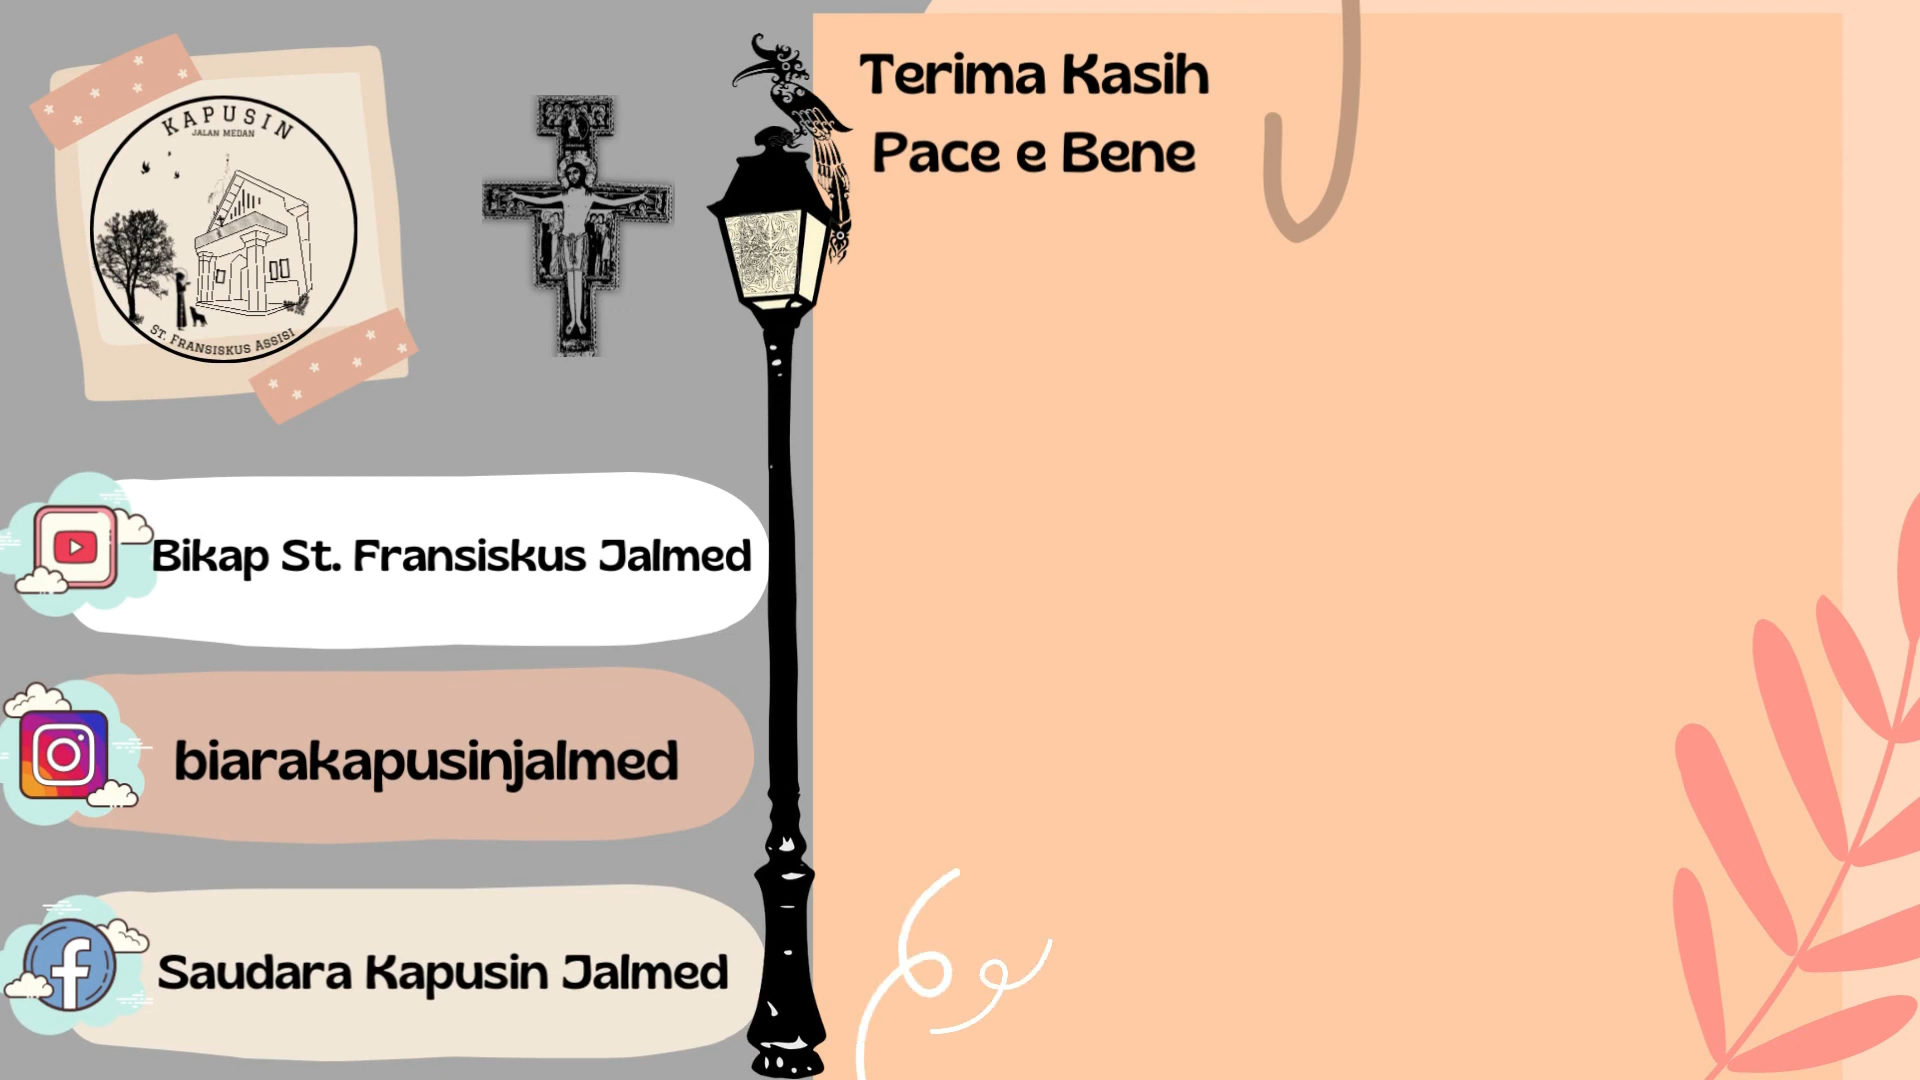 KAPUSIN
JALAN MEDAN
ST. FRANSISKUS ASSISI
Terima Kasih
Pace e Bene
Bikap St. Fransiskus Jalmed
biarakapusinjalmed
Saudara Kapusin Jalmed